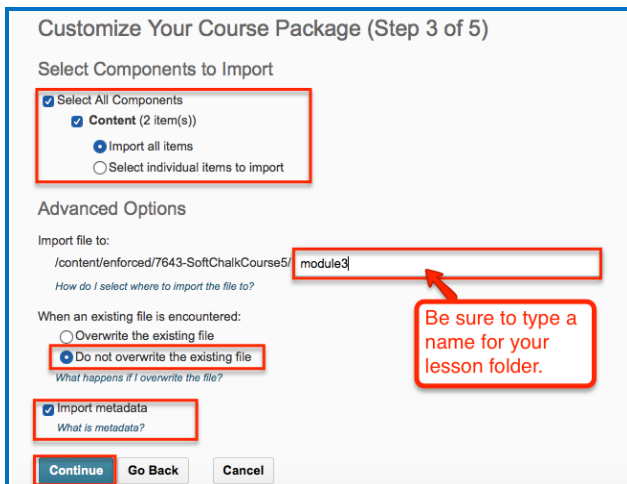 Customize Your Course Package (Step 3 of 5)
Select Components to Import
Select All Components
Content (2 item(s))
Import all items
Select individual items to import
Advanced Options
Import file to:
/content/enforced/7643-SoftChalkCourse5/ module3
How do I select where to import the file to?
When an existing file is encountered:
Overwrite the existing file
Do not overwrite the existing file
What happens if I overwrite the file?
Be sure to type a
name for your
lesson folder.
Import metadata
What is metadata?
Continue Go Back Cancel